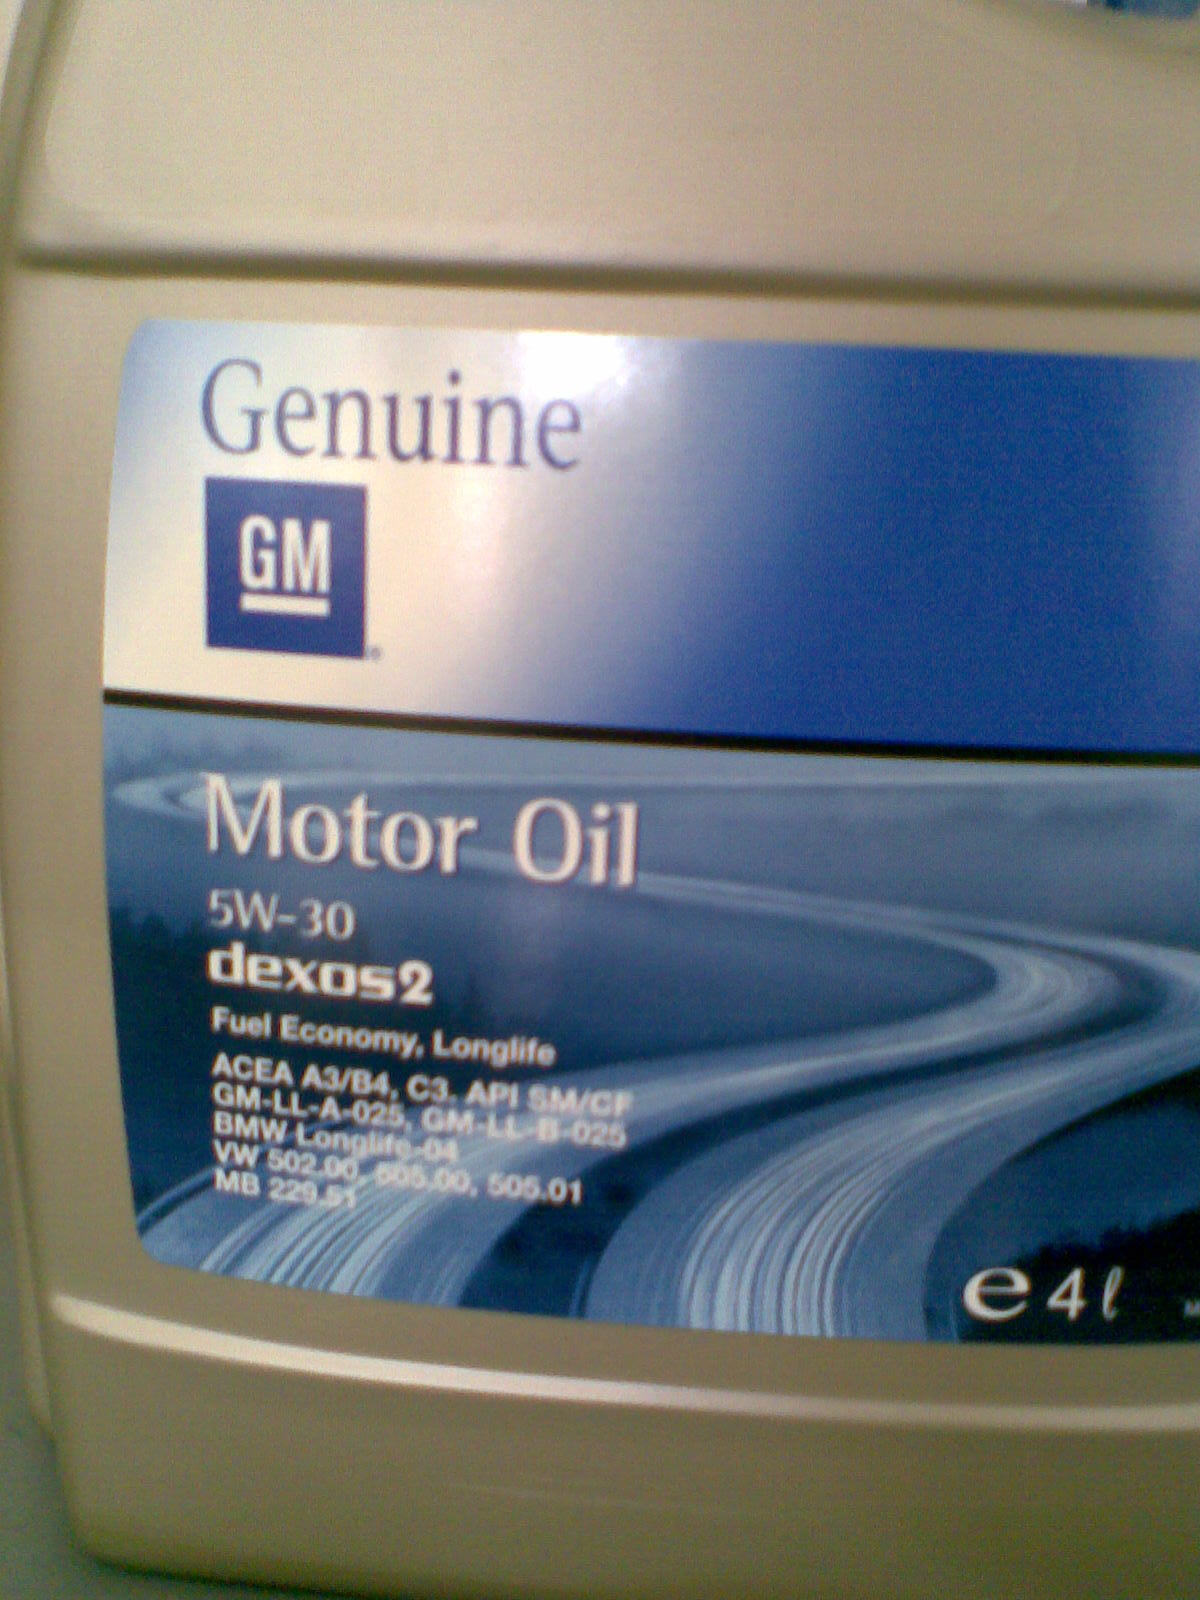 Genuine
GM
Motor Oil
5W-30
dexos2
Fuel Economy, Longlife
ACEA A3/B4, C3, API SM/CF
GM-LL-A-025, GM-LL-B-025
BMW Longlife-04
VW 502.00, 505.00, 505.01
MB 229.51
e 4 ℓ